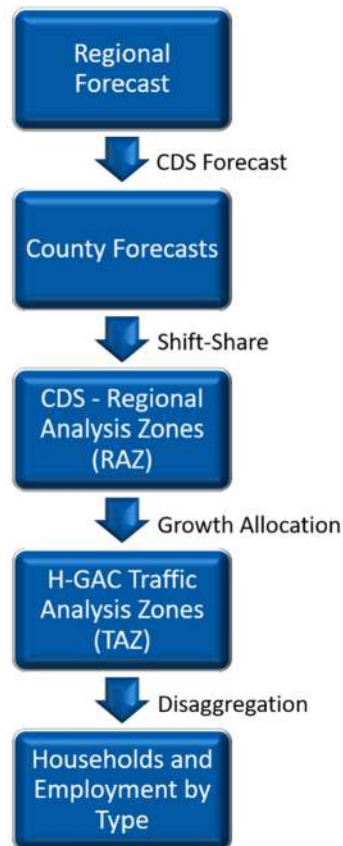 Regional
Forecast
CDS Forecast
County Forecasts
Shift-Share
CDS - Regional
Analysis Zones
(RAZ)
Growth Allocation
H-GAC Traffic
Analysis Zones
(TAZ)
Disaggregation
Households and
Employment by
Type